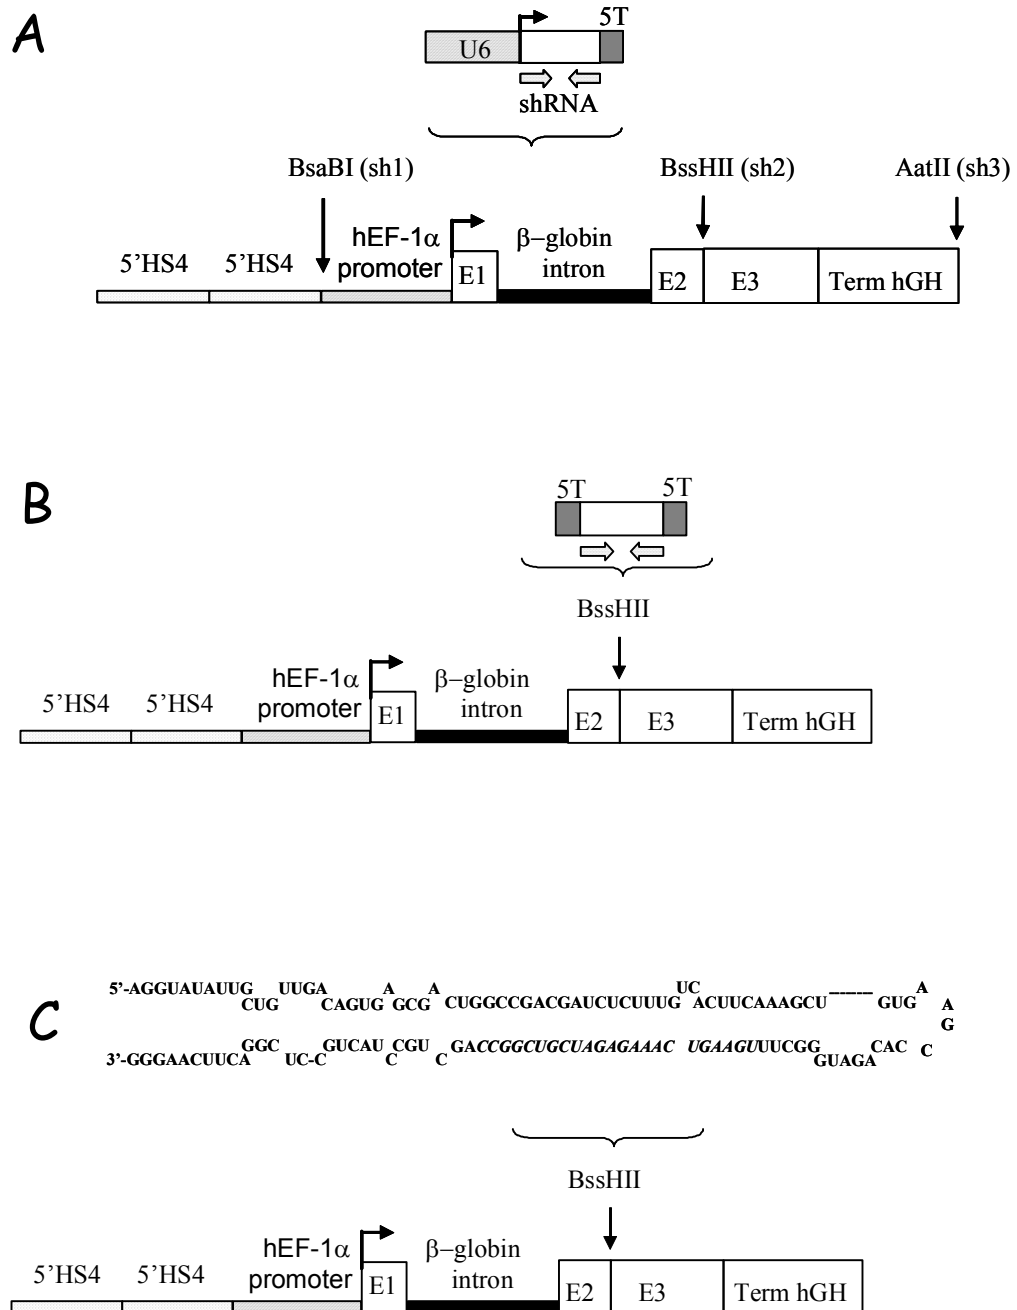 A
5T
U6
shRNA
BsaBI (sh1)
BssHII (sh2)
AatII (sh3)
hEF-1α
promoter
β–globin
intron
5'HS4
5'HS4
E1
E2
E3
Term hGH
B
5T
5T
BssHII
hEF-1α
promoter
β–globin
intron
5'HS4
5'HS4
E1
E2
E3
Term hGH
C
5'-AGGUAUAUUG CUG UUGA CAGUG A GCG A CUGGCCGACGAUCUCUUUG UC ACUUCAAAGCU ------ GUG A A
G
3'-GGGAACUUCA GGC UC-C GUCAU C CGU C GACCGGCUGCUAGAGAAAC UGAAGUUUCGG GUAGA CAC C
BssHII
hEF-1α
promoter
β–globin
intron
5'HS4
5'HS4
E1
E2
E3
Term hGH